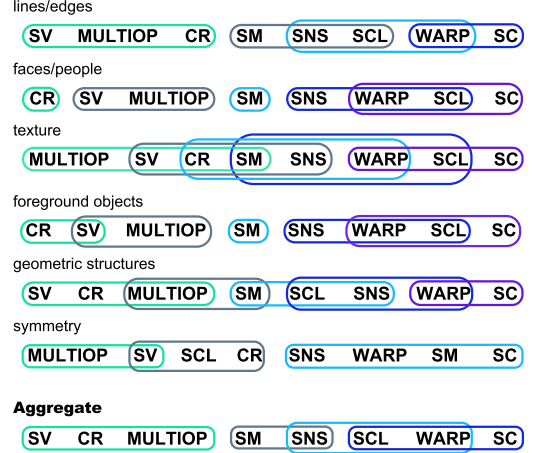 lines/edges
SV MULTIOP CR SM SNS SCL WARP SC
faces/people
CR SV MULTIOP SM SNS WARP SCL SC
texture
MULTIOP SV CR SM SNS WARP SCL SC
foreground objects
CR SV MULTIOP SM SNS WARP SCL SC
geometric structures
SV CR MULTIOP SM SCL SNS WARP SC
symmetry
MULTIOP SV SCL CR SNS WARP SM SC
Aggregate
SV CR MULTIOP SM SNS SCL WARP SC